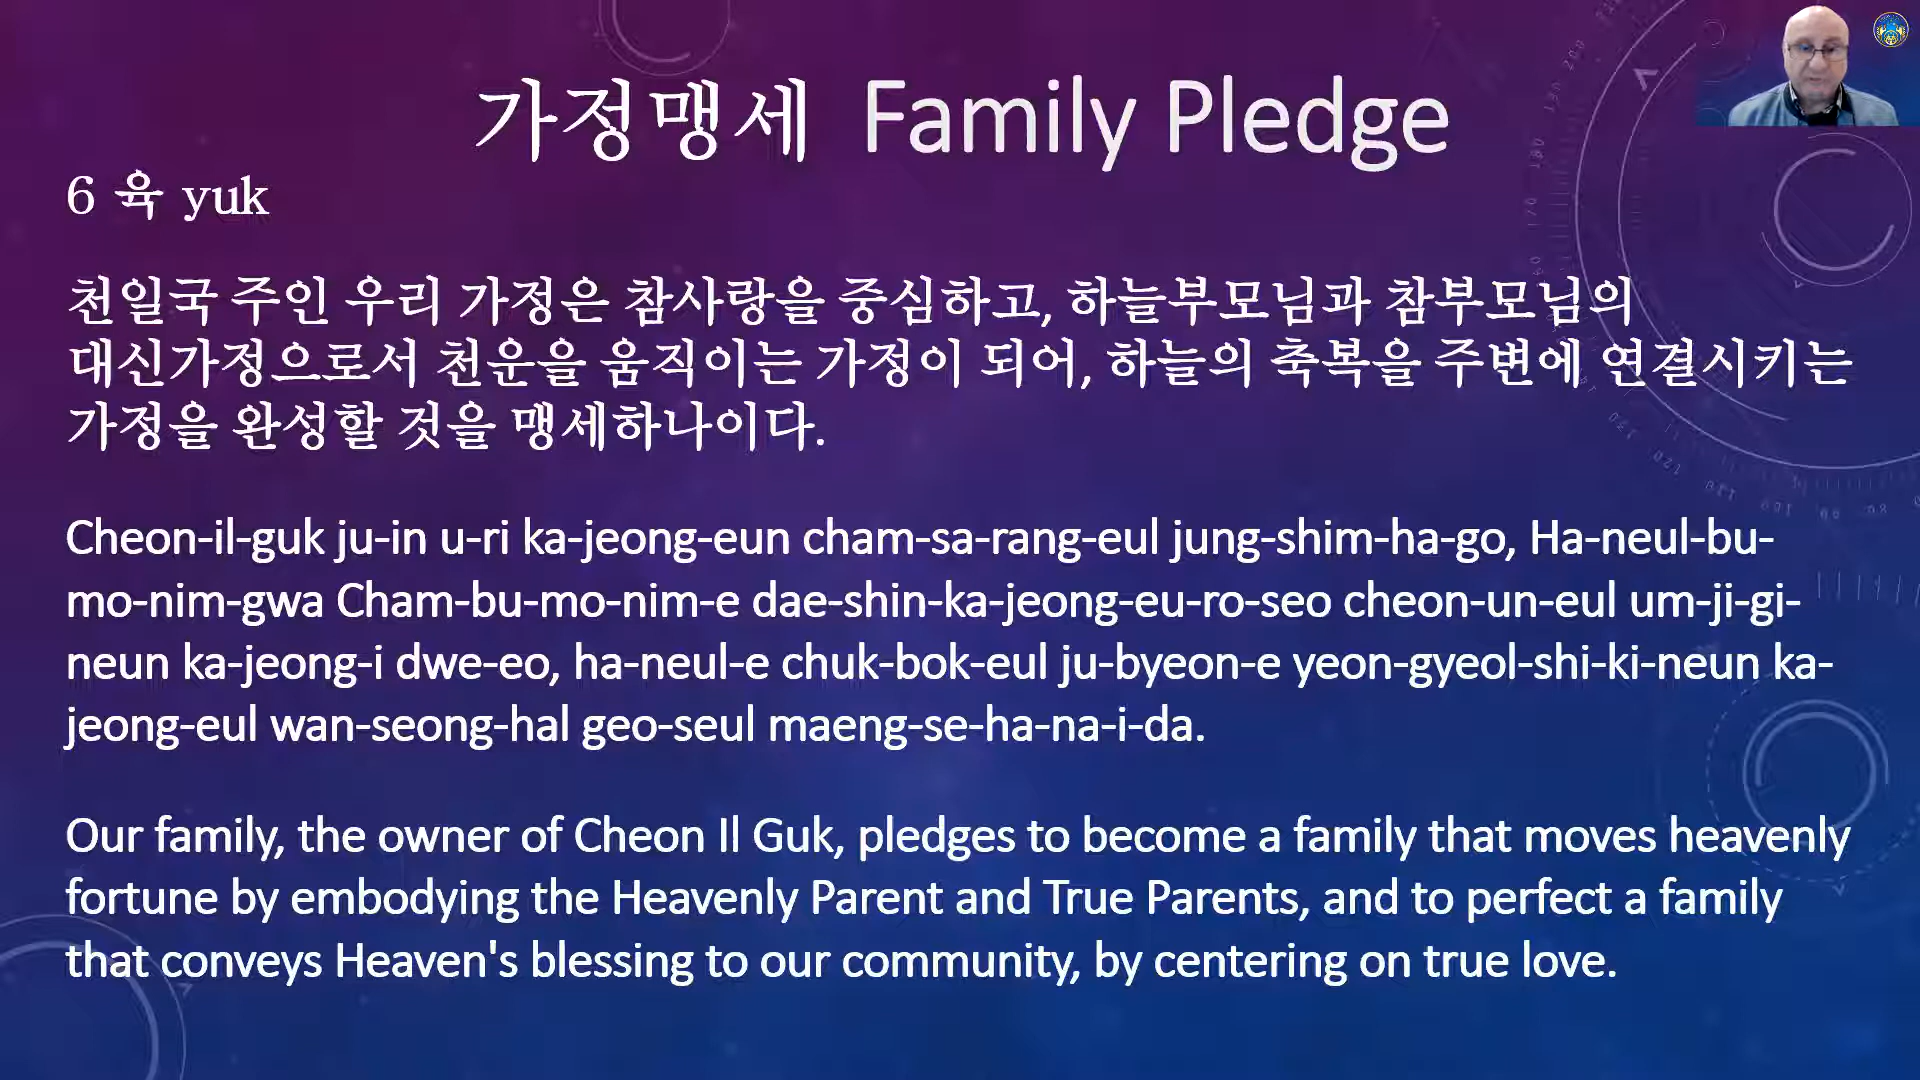 가정맹세 Family Pledge
6 육 yuk
천일국 주인 우리 가정은 참사랑을 중심하고, 하늘부모님과 참부모님의
대신가정으로서 천운을 움직이는 가정이 되어, 하늘의 축복을 주변에 연결시키는
가정을 완성할 것을 맹세하나이다.
Cheon-il-guk ju-in u-ri ka-jeong-eun cham-sa-rang-eul jung-shim-ha-go, Ha-neul-bu-
mo-nim-gwa Cham-bu-mo-nim-e dae-shin-ka-jeong-eu-ro-seo cheon-un-eul um-ji-gi-
neun ka-jeong-i dwe-eo, ha-neul-e chuk-bok-eul ju-byeon-e yeon-gyeol-shi-ki-neun ka-
jeong-eul wan-seong-hal geo-seul maeng-se-ha-na-i-da.
Our family, the owner of Cheon Il Guk, pledges to become a family that moves heavenly
fortune by embodying the Heavenly Parent and True Parents, and to perfect a family
that conveys Heaven's blessing to our community, by centering on true love.